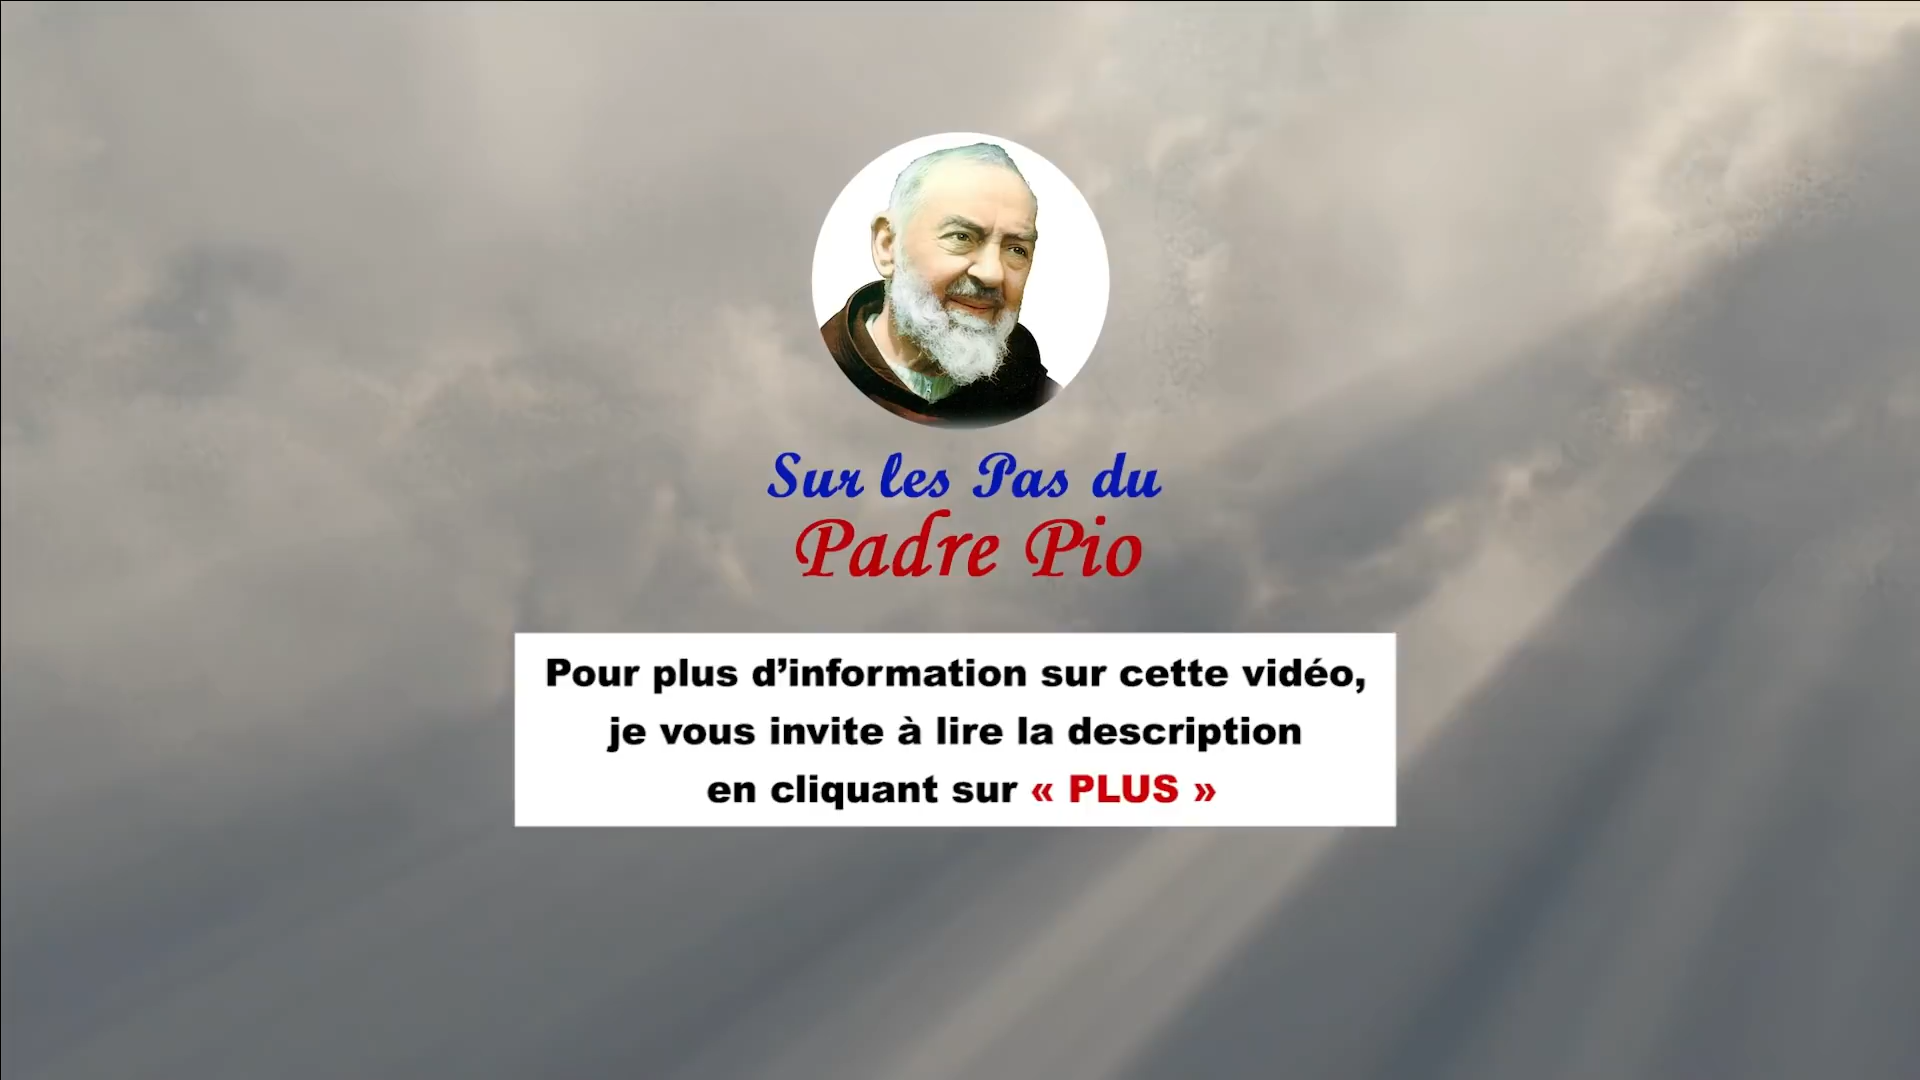 Sur les Pas du
Padre Pio
Pour plus d’information sur cette vidéo,
je vous invite à lire la description
en cliquant sur « PLUS »